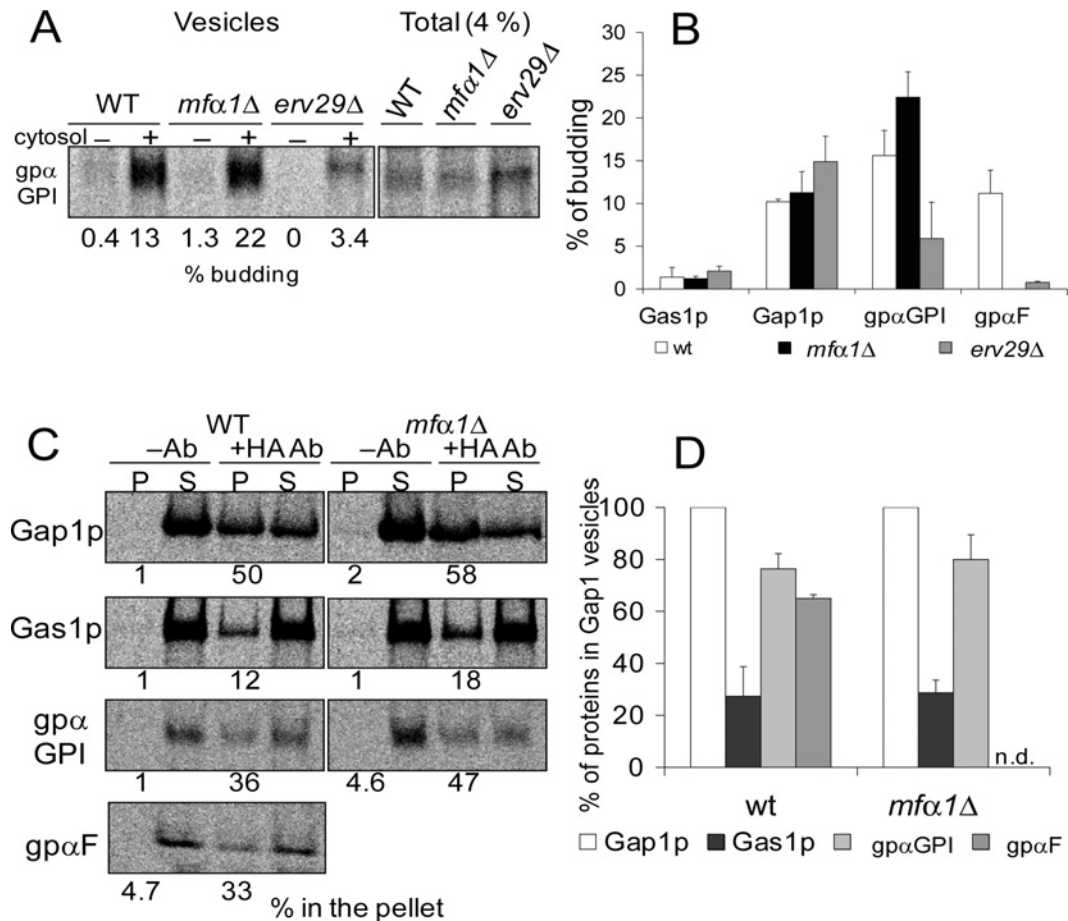 A
Vesicles
Total (4 %)
WT
mfα1Δ
erv29Δ
WT
mfα1Δ
erv29Δ
cytosol
– + – + – +
gpα
GPI
0.4 13 1.3 22 0 3.4
% budding
B
% of budding
30
25
20
15
10
5
0
Gas1p Gap1p gpαGPI gpαF
wt mfα1Δ erv29Δ
C
WT mfα1Δ
–Ab +HA Ab –Ab +HA Ab
P S P S P S P S
Gap1p
1 50 2 58
Gas1p
1 12 1 18
gpα
GPI
1 36 4.6 47
gpαF
4.7 33
% in the pellet
D
% of proteins in Gap1 vesicles
100
80
60
40
20
0
n.d.
wt mfα1Δ
Gap1p Gas1p gpαGPI gpαF